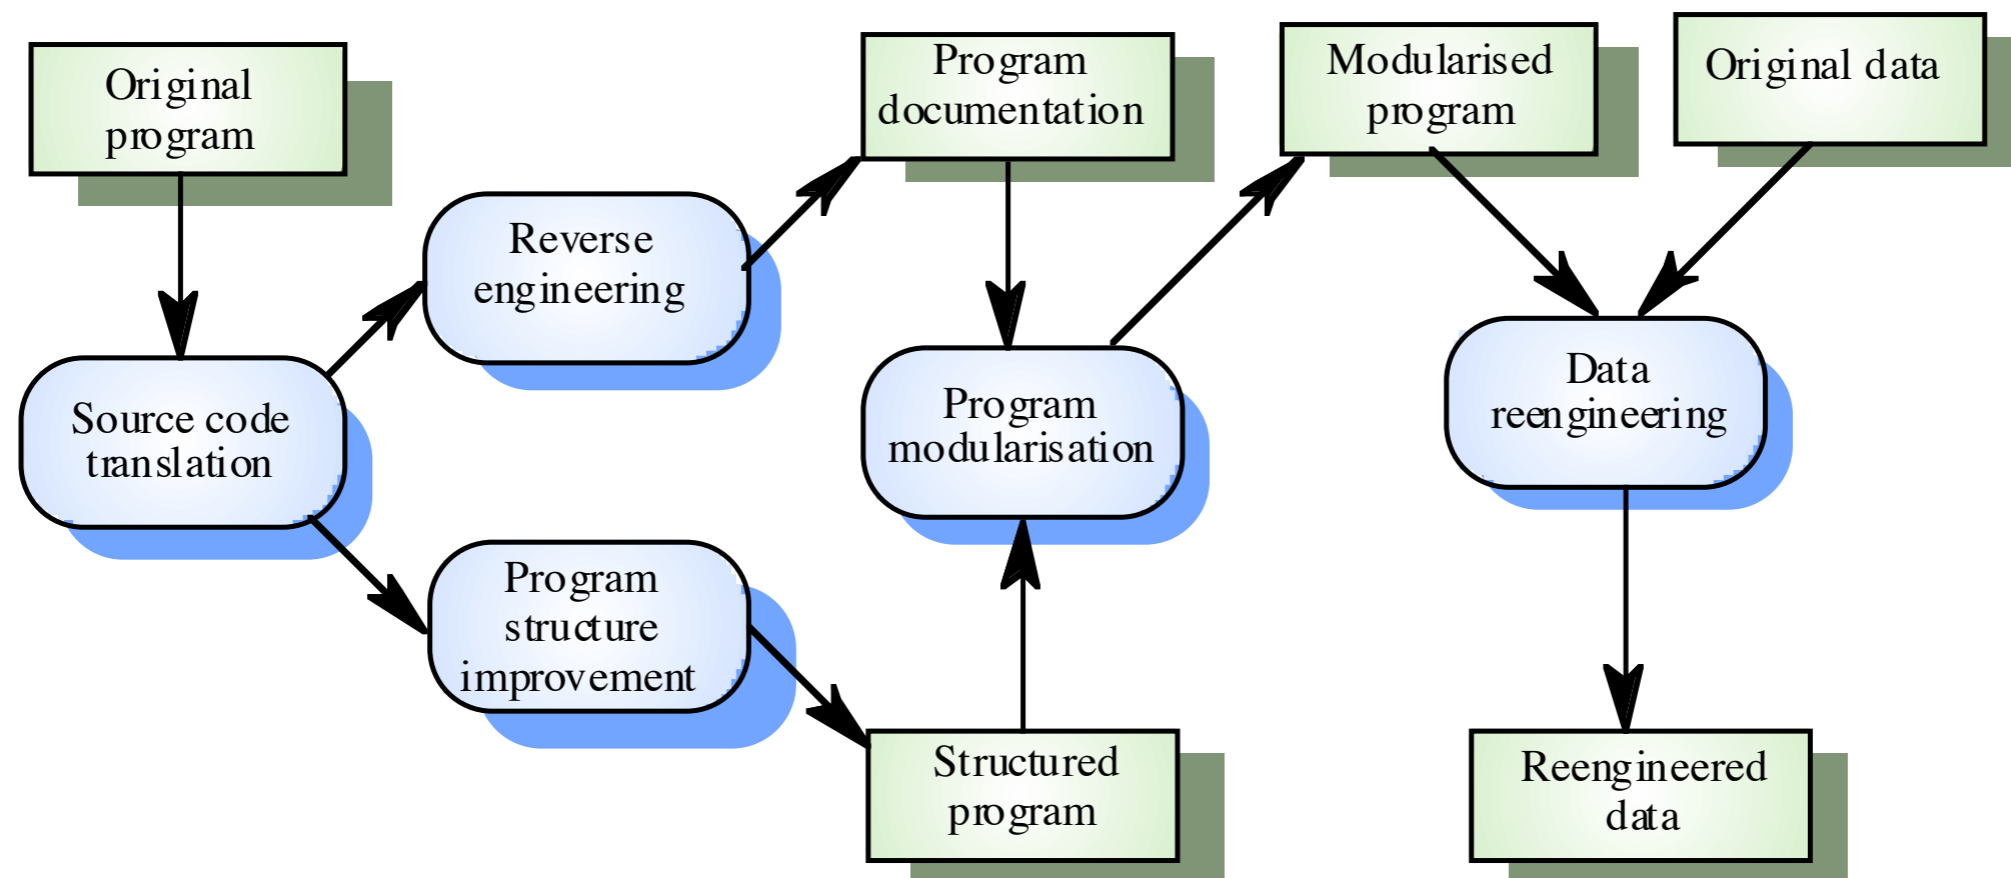 Original
program
Program
documentation
Modularised
program
Original data
Reverse
engineering
Source code
translation
Program
modularisation
Data
reengineering
Program
structure
improvement
Structured
program
Reengineered
data